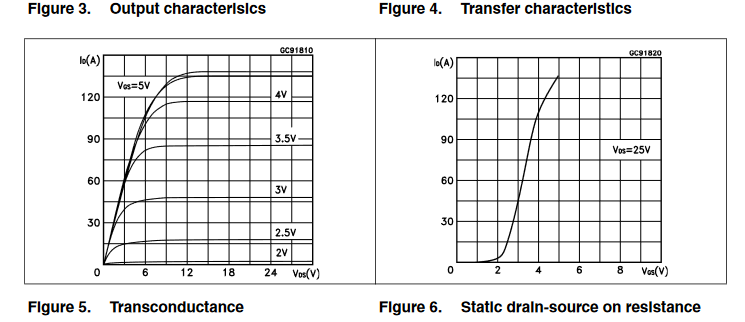 Figure 3. Output characterisics
Figure 4. Transfer characteristics
GC91810
ID(A)
VGS=5V
4V
120
3.5V
90
60
3V
30
2.5V
2V
0 6 12 18 24 VDS(V)
GC91820
ID(A)
120
90
VDS=25V
60
30
0 2 4 6 8 VGS(V)
Figure 5. Transconductance
Figure 6. Static drain-source on resistance